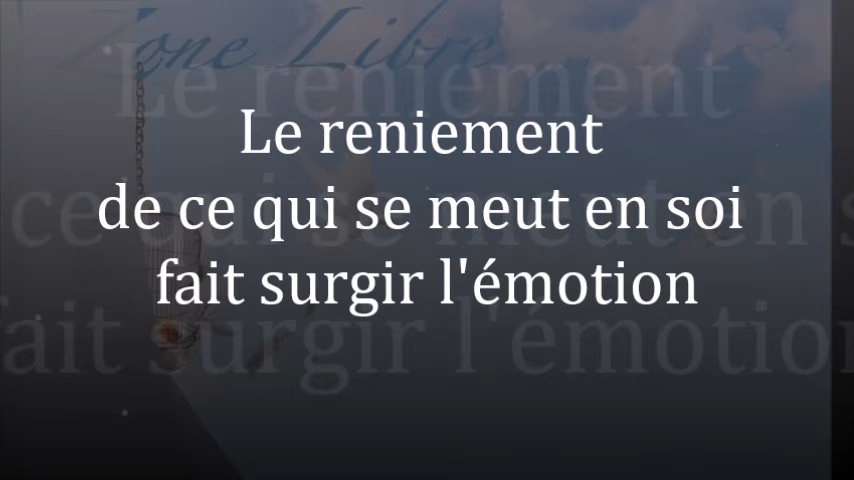 Zone Libre
Le reniement
de ce qui se meut en soi
fait surgir l'émotion